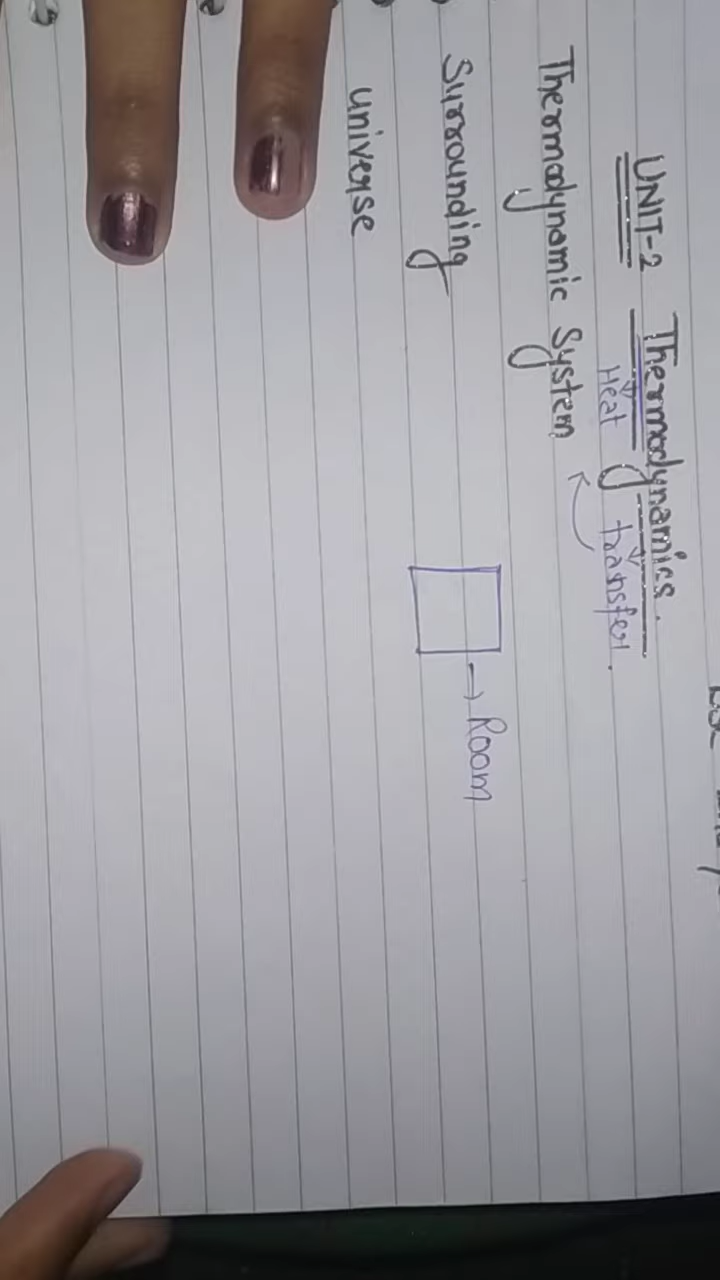 UNIT-2 Thermodynamics.
Heat transfer.
Thermodynamic System
Surrounding
→ Room
universe